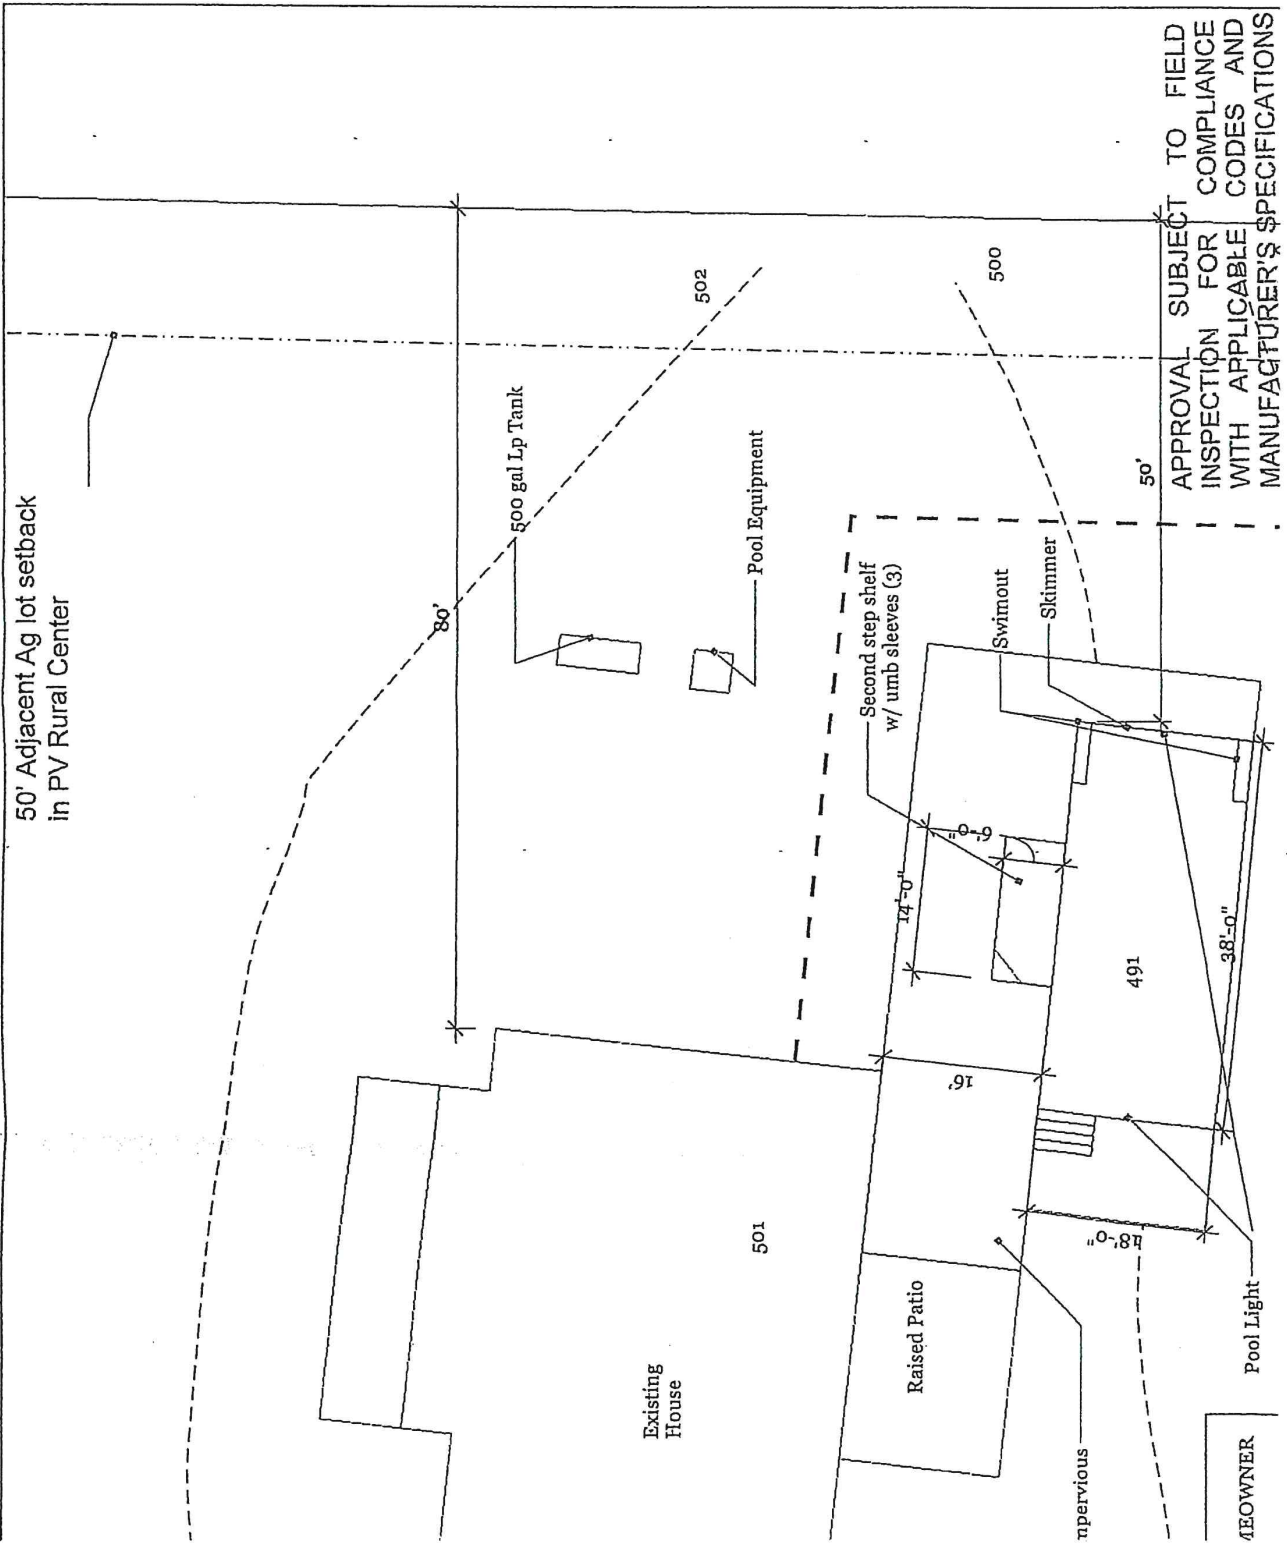 50' Adjacent Ag lot setback
in PV Rural Center
APPROVAL SUBJECT TO FIELD
INSPECTION FOR COMPLIANCE
WITH APPLICABLE CODES AND
MANUFACTURER'S SPECIFICATIONS
502
500
80'
50'
500 gal Lp Tank
Pool Equipment
Second step shelf
w/ umb sleeves (3)
Swimout
Skimmer
14'-0"
6'-0"
491
38'-0"
16'
501
18'-0"
Existing
House
Raised Patio
Pool Light
mpervious
MEOWNER